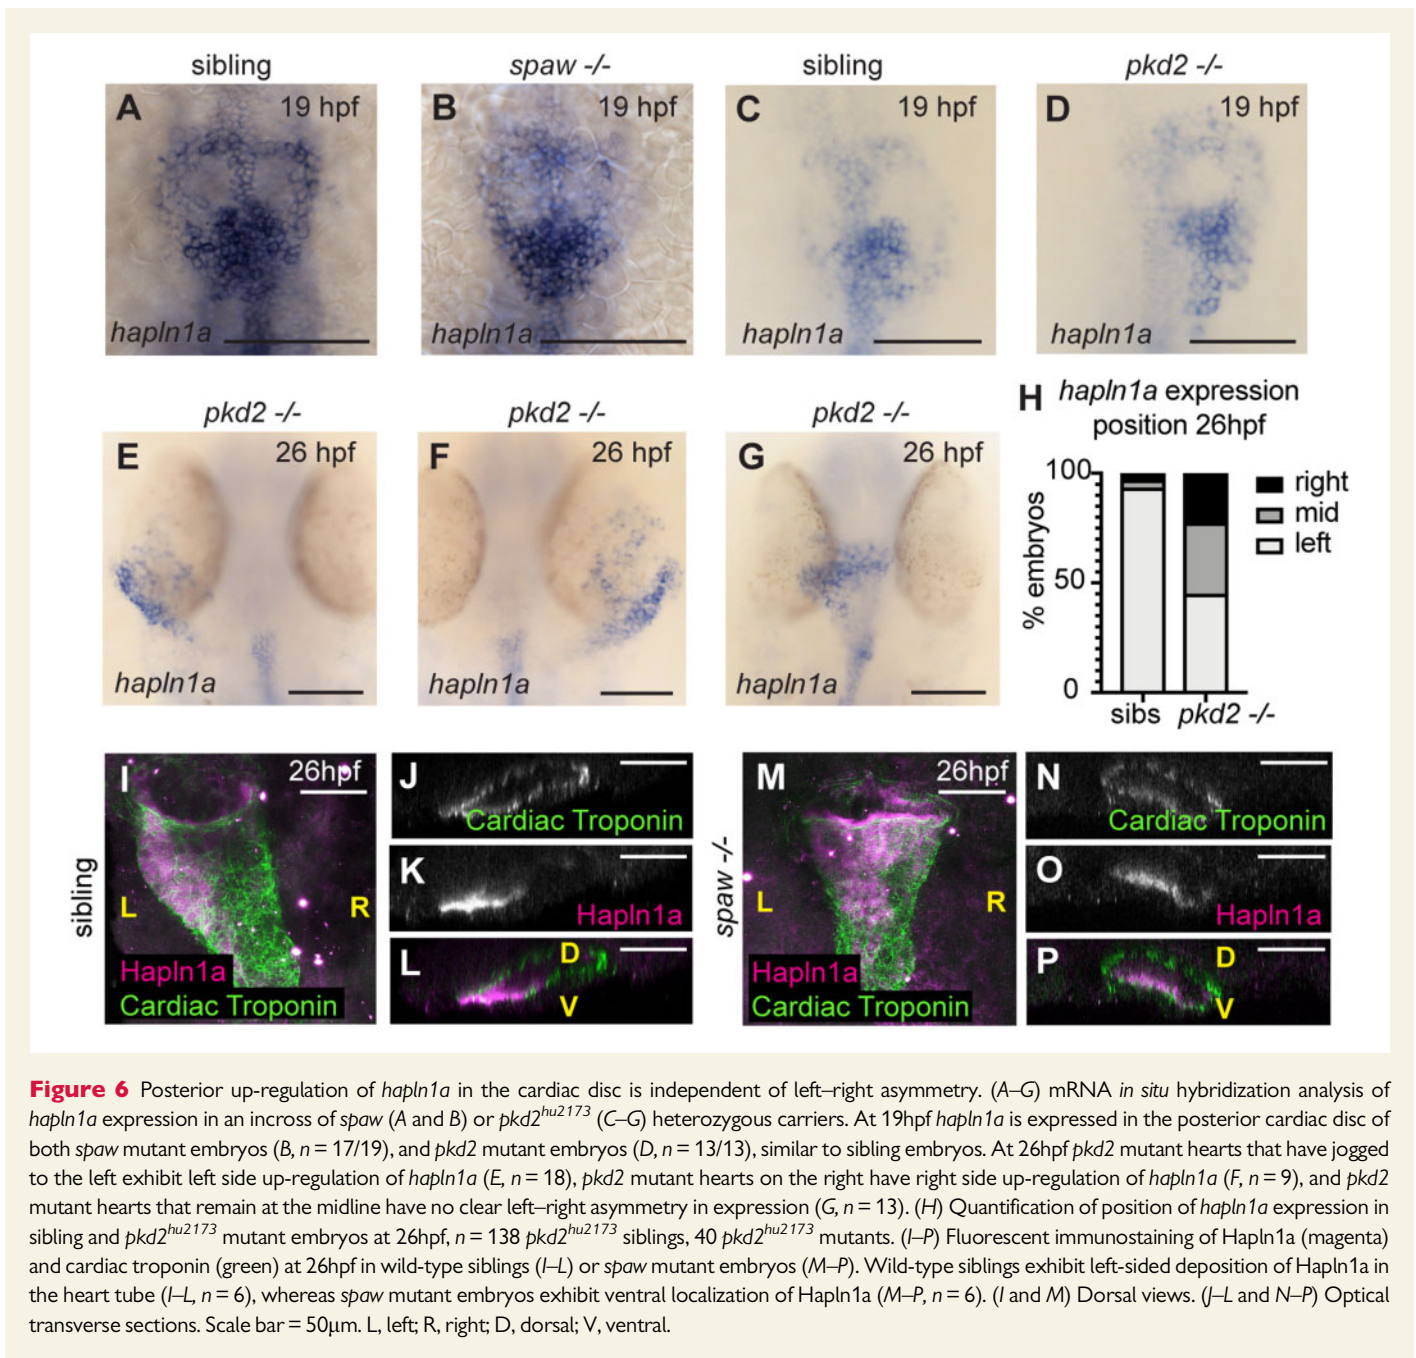 sibling
spaw -/-
sibling
pkd2 -/-
A 19 hpf hapln1a
B 19 hpf hapln1a
C 19 hpf hapln1a
D 19 hpf hapln1a
pkd2 -/-
pkd2 -/-
pkd2 -/-
E 26 hpf hapln1a
F 26 hpf hapln1a
G 26 hpf hapln1a
H hapln1a expression
position 26hpf
100
50
0
% embryos
right
mid
left
sibs pkd2 -/-
sibling
I 26hpf
L R
Hapln1a
Cardiac Troponin
J
Cardiac Troponin
K
Hapln1a
L D
V
spaw -/-
M 26hpf
L R
Hapln1a
Cardiac Troponin
N
Cardiac Troponin
O
Hapln1a
P D
V
Figure 6 Posterior up-regulation of hapln1a in the cardiac disc is independent of left–right asymmetry. (A–G) mRNA in situ hybridization analysis of
hapln1a expression in an incross of spaw (A and B) or pkd2hu2173 (C–G) heterozygous carriers. At 19hpf hapln1a is expressed in the posterior cardiac disc of
both spaw mutant embryos (B, n = 17/19), and pkd2 mutant embryos (D, n = 13/13), similar to sibling embryos. At 26hpf pkd2 mutant hearts that have jogged
to the left exhibit left side up-regulation of hapln1a (E, n = 18), pkd2 mutant hearts on the right have right side up-regulation of hapln1a (F, n = 9), and pkd2
mutant hearts that remain at the midline have no clear left–right asymmetry in expression (G, n = 13). (H) Quantification of position of hapln1a expression in
sibling and pkd2hu2173 mutant embryos at 26hpf, n = 138 pkd2hu2173 siblings, 40 pkd2hu2173 mutants. (I–P) Fluorescent immunostaining of Hapln1a (magenta)
and cardiac troponin (green) at 26hpf in wild-type siblings (I–L) or spaw mutant embryos (M–P). Wild-type siblings exhibit left-sided deposition of Hapln1a in
the heart tube (I–L, n = 6), whereas spaw mutant embryos exhibit ventral localization of Hapln1a (M–P, n = 6). (I and M) Dorsal views. (J–L and N–P) Optical
transverse sections. Scale bar = 50μm. L, left; R, right; D, dorsal; V, ventral.